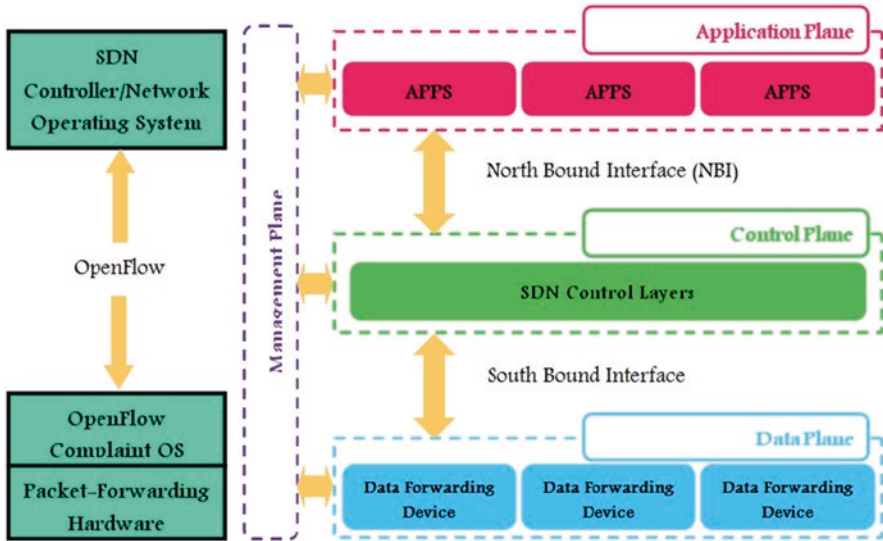 SDN
Controller/Network
Operating System
OpenFlow
OpenFlow
Complaint OS
Packet-Forwarding
Hardware
Management Plane
Application Plane
APPS
APPS
APPS
North Bound Interface (NBI)
Control Plane
SDN Control Layers
South Bound Interface
Data Plane
Data Forwarding
Device
Data Forwarding
Device
Data Forwarding
Device